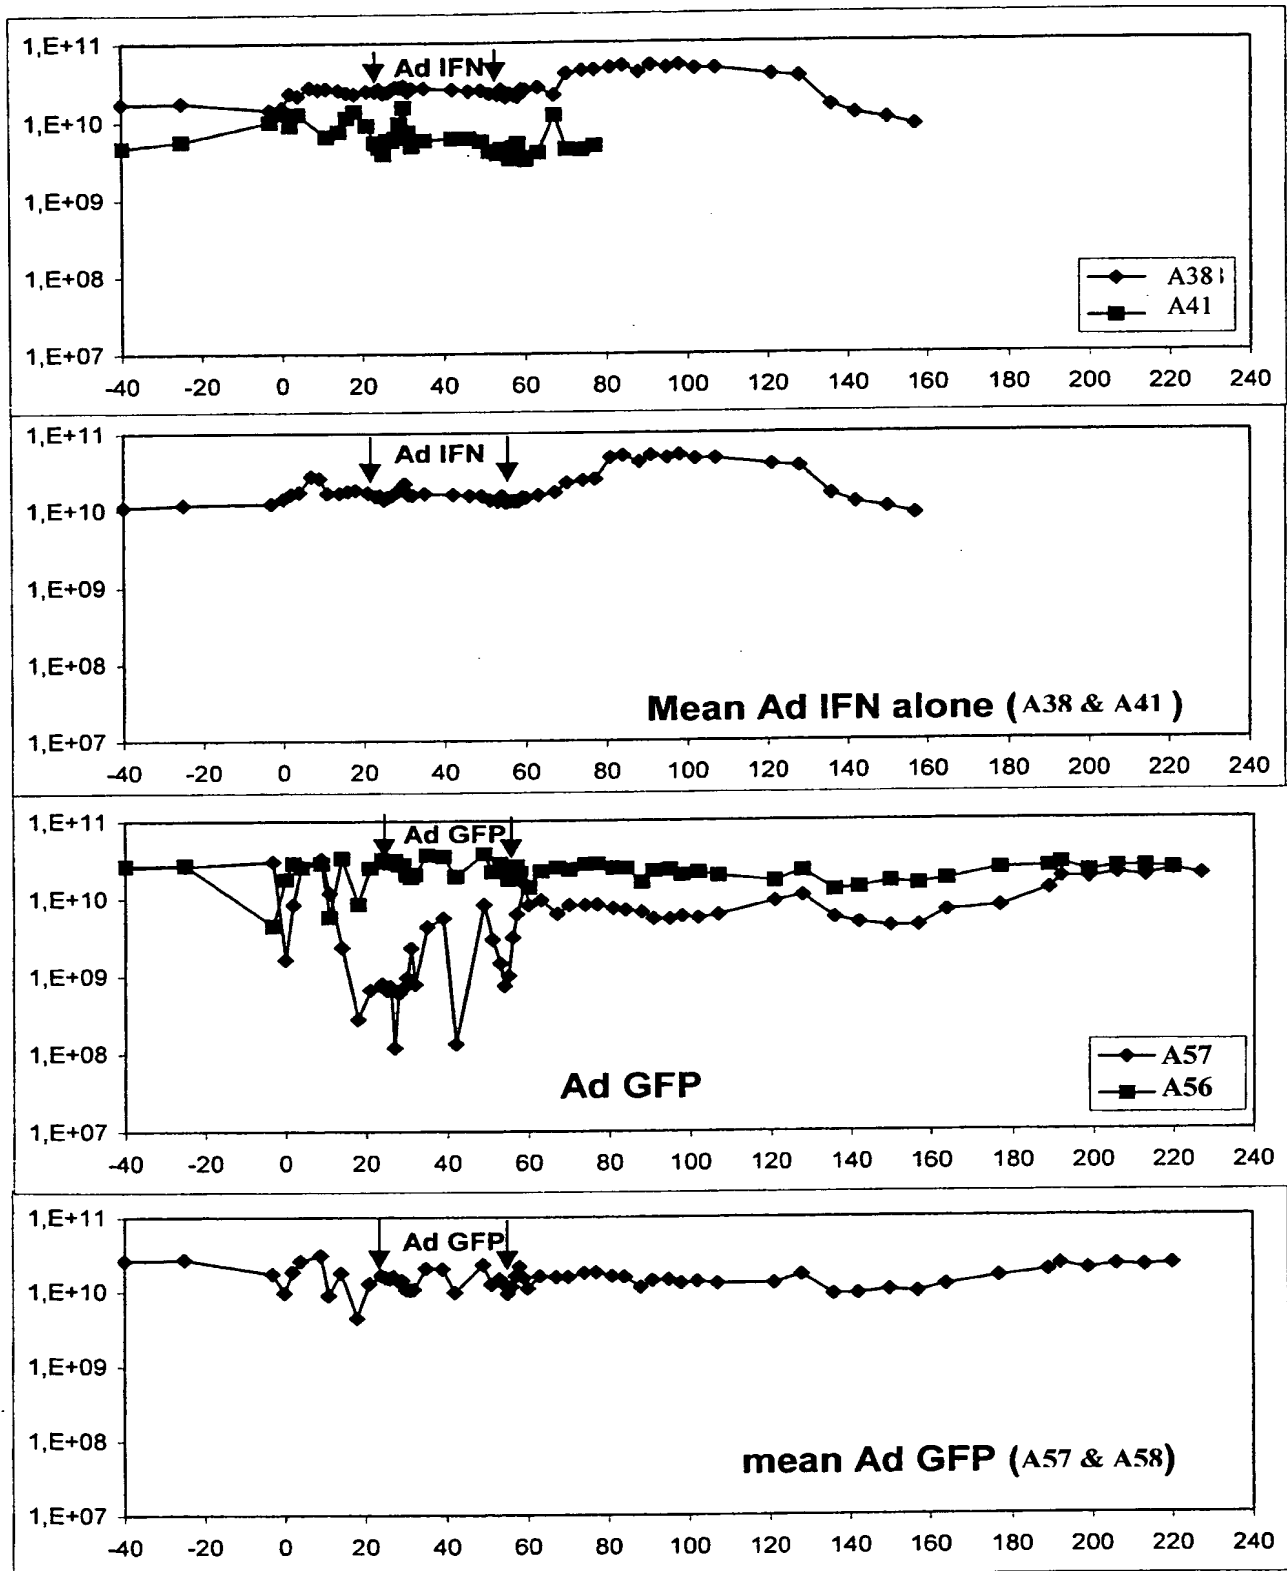 1,E+11
Ad IFN
1,E+10
1,E+09
1,E+08
A38
A41
1,E+07
-40 -20 0 20 40 60 80 100 120 140 160 180 200 220 240
1,E+11
Ad IFN
1,E+10
1,E+09
1,E+08
Mean Ad IFN alone (A38 & A41)
1,E+07
-40 -20 0 20 40 60 80 100 120 140 160 180 200 220 240
1,E+11
Ad GFP
1,E+10
1,E+09
1,E+08
A57
A56
Ad GFP
1,E+07
-40 -20 0 20 40 60 80 100 120 140 160 180 200 220 240
1,E+11
Ad GFP
1,E+10
1,E+09
1,E+08
mean Ad GFP (A57 & A58)
1,E+07
-40 -20 0 20 40 60 80 100 120 140 160 180 200 220 240